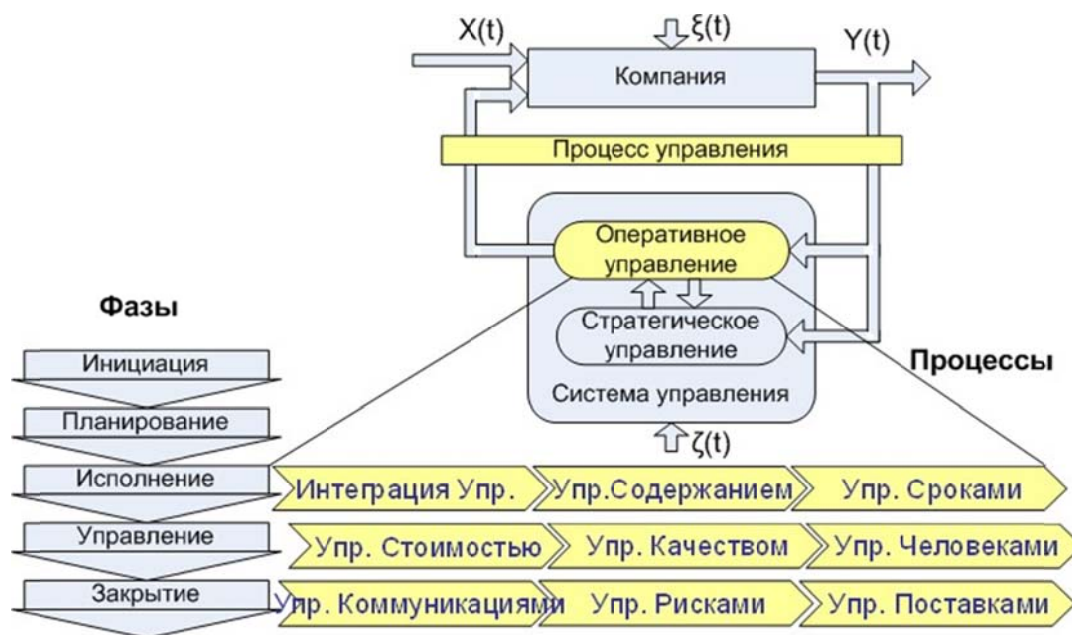 X(t)
ξ(t)
Y(t)
Компания
Процесс управления
Оперативное
управление
Стратегическое
управление
Система управления
ζ(t)
Фазы
Процессы
Инициация
Планирование
Исполнение
Управление
Закрытие
Интеграция Упр.
Упр.Содержанием
Упр. Сроками
Упр. Стоимостью
Упр. Качеством
Упр. Человеками
Упр. Коммуникациями
Упр. Рисками
Упр. Поставками